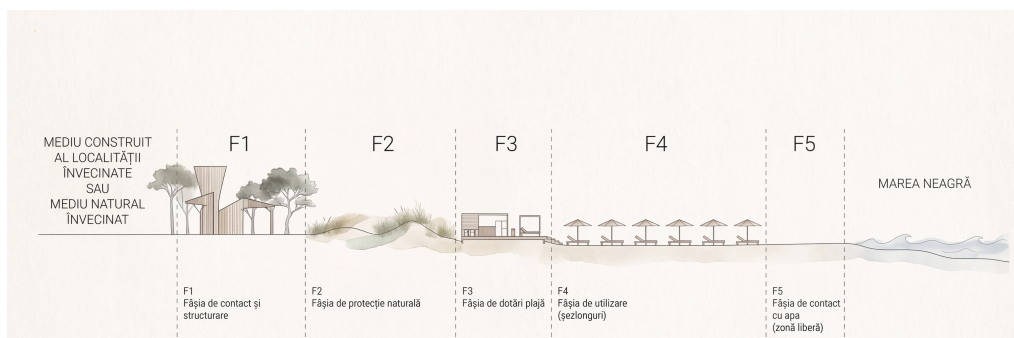 MEDIU CONSTRUIT
AL LOCALITĂȚII
ÎNVECINATE
SAU
MEDIU NATURAL
ÎNVECINAT
F1
F2
F3
F4
F5
MAREA NEAGRĂ
F1
Fâșia de contact și
structurare
F2
Fâșia de protecție naturală
F3
Fâșia de dotări plajă
F4
Fâșia de utilizare
(șezlonguri)
F5
Fâșia de contact
cu apa
(zonă liberă)